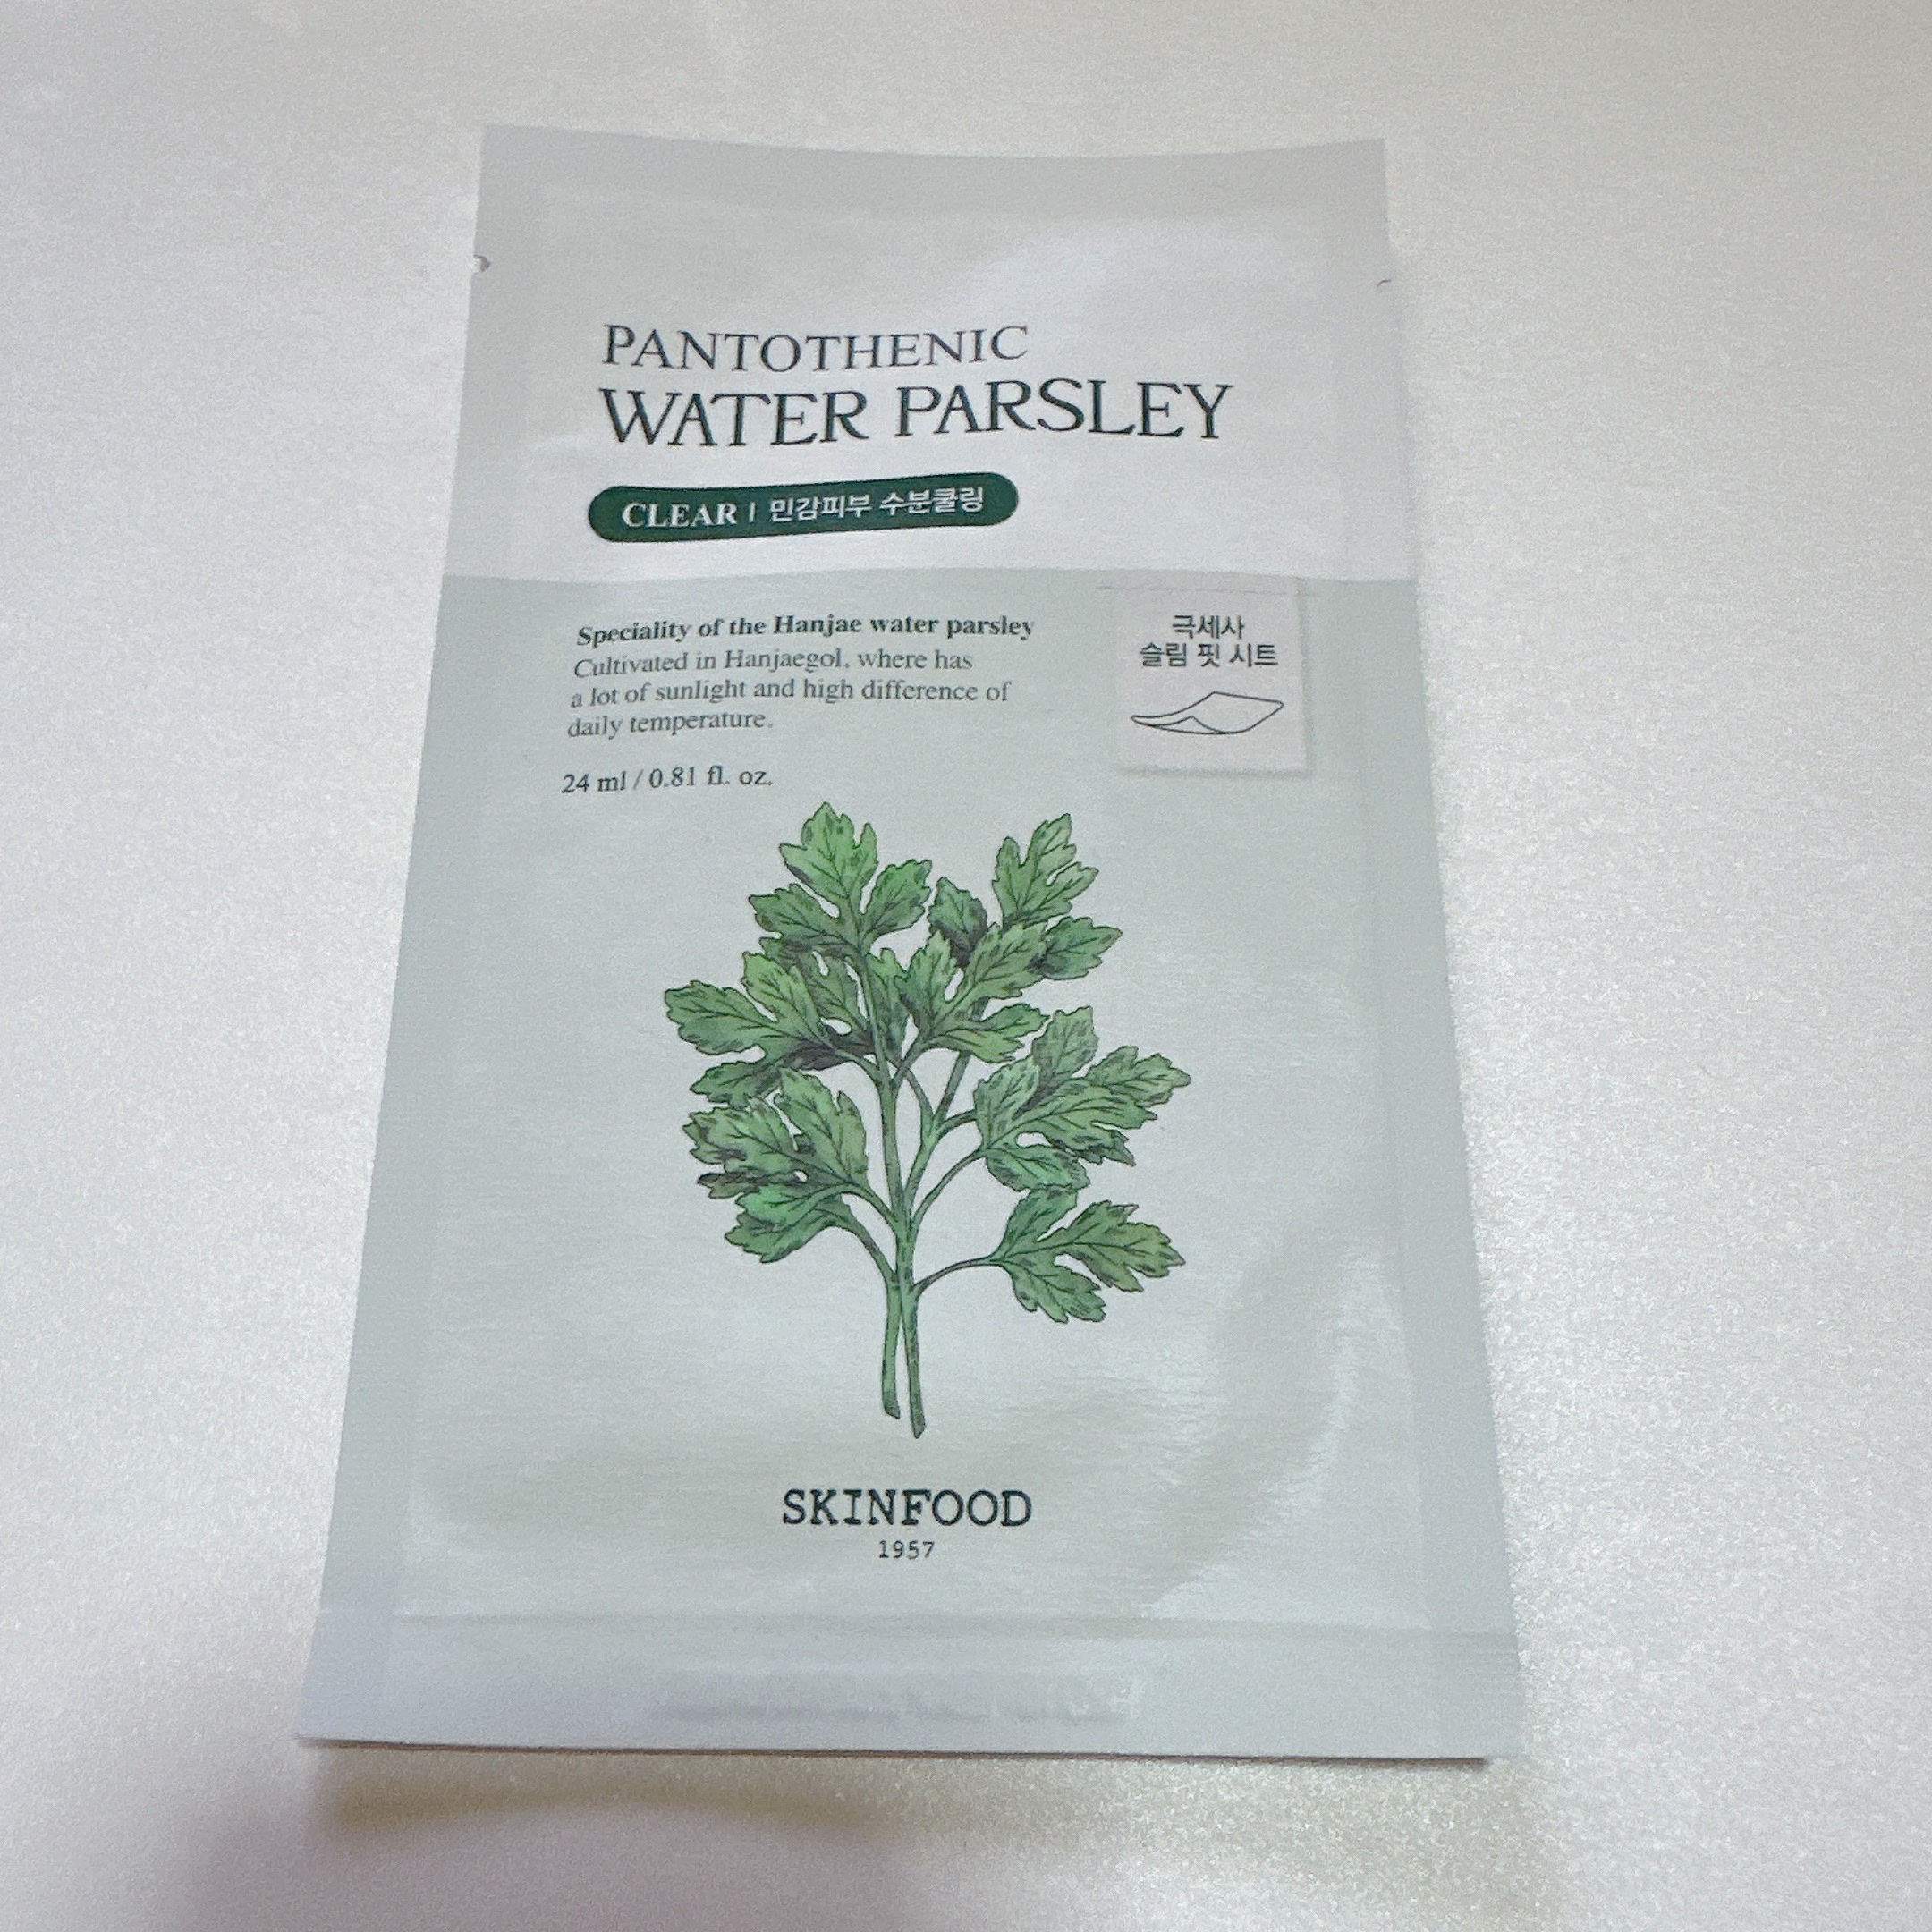 PANTOTHENIC
WATER PARSLEY
CLEAR | 민감피부 수분쿨링
Speciality of the Hanjae water parsley
Cultivated in Hanjaegol, where has
a lot of sunlight and high difference of
daily temperature.
24 ml / 0.81 fl. oz.
극세사
슬림 핏 시트
SKINFOOD
1957